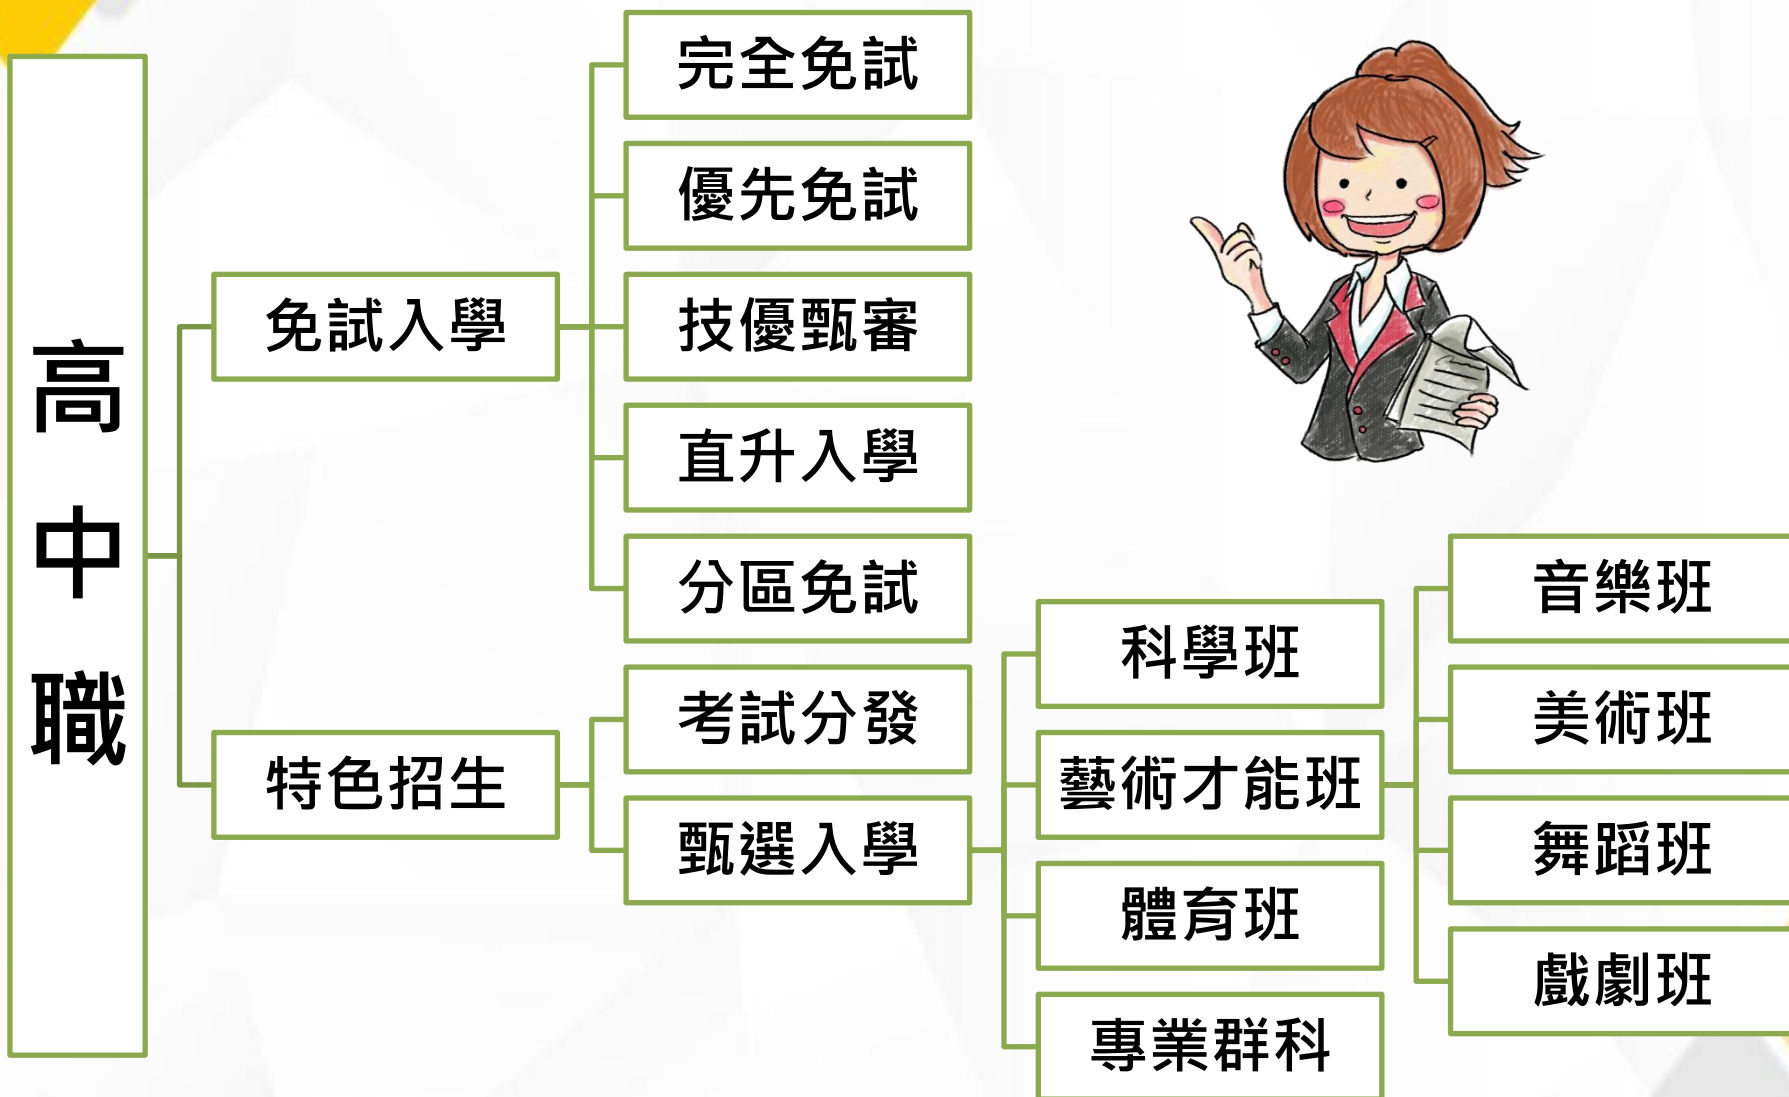 高中職
免試入學
完全免試
優先免試
技優甄審
直升入學
分區免試
特色招生
考試分發
甄選入學
科學班
藝術才能班
音樂班
美術班
舞蹈班
戲劇班
體育班
專業群科